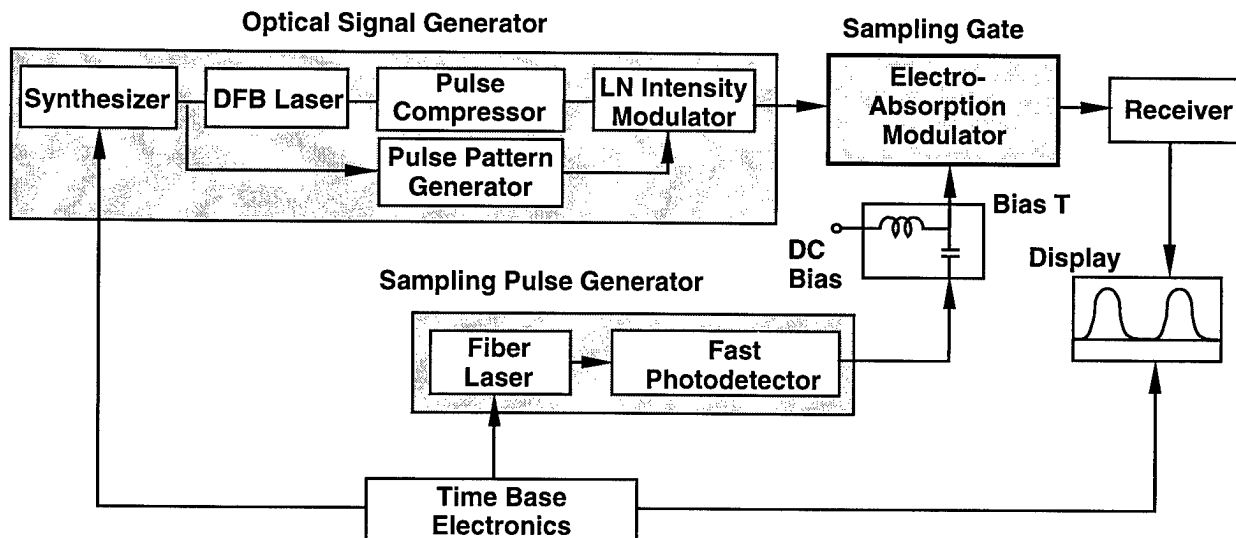 Optical Signal Generator
Sampling Gate
Synthesizer
DFB Laser
Pulse
Compressor
LN Intensity
Modulator
Pulse Pattern
Generator
Electro-
Absorption
Modulator
Receiver
Bias T
DC
Bias
Display
Sampling Pulse Generator
Fiber
Laser
Fast
Photodetector
Time Base
Electronics